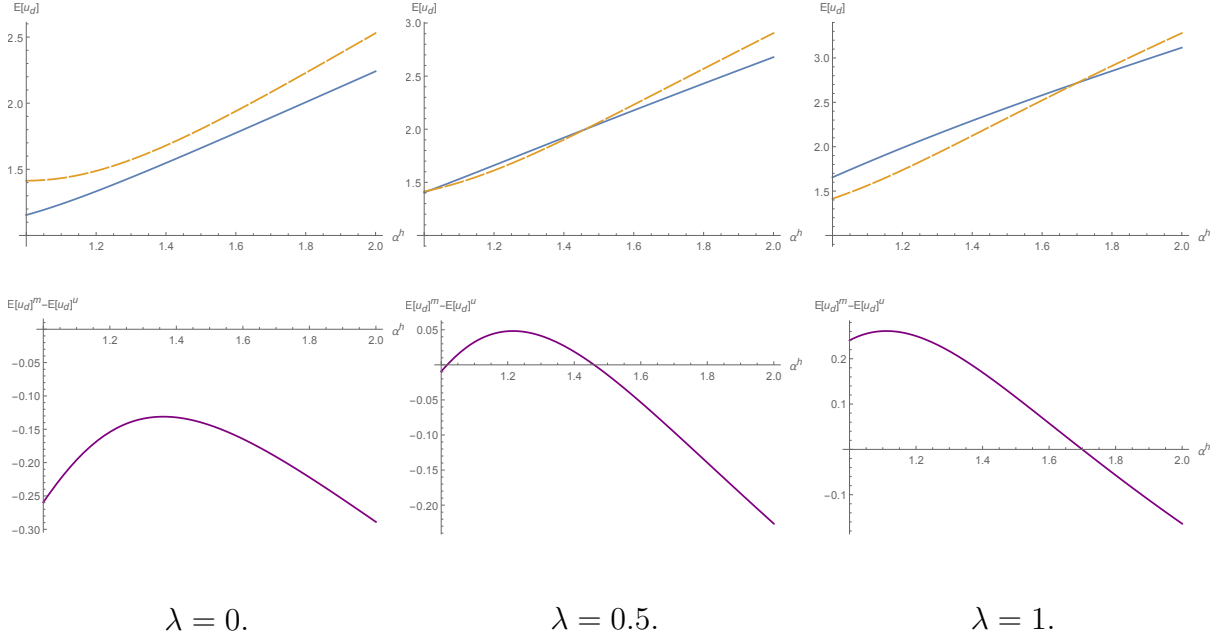 E[u_d]
2.5
2.0
1.5
1.2 1.4 1.6 1.8 2.0 α^h
E[u_d]
3.0
2.5
2.0
1.5
1.2 1.4 1.6 1.8 2.0 α^h
E[u_d]
3.0
2.5
2.0
1.5
1.2 1.4 1.6 1.8 2.0 α^h
E[u_d]^m–E[u_d]^u
1.2 1.4 1.6 1.8 2.0 α^h
−0.05
−0.10
−0.15
−0.20
−0.25
−0.30
E[u_d]^m–E[u_d]^u
0.05
1.2 1.4 1.6 1.8 2.0 α^h
−0.05
−0.10
−0.15
−0.20
E[u_d]^m–E[u_d]^u
0.2
0.1
1.2 1.4 1.6 1.8 2.0 α^h
−0.1
λ = 0. λ = 0.5. λ = 1.